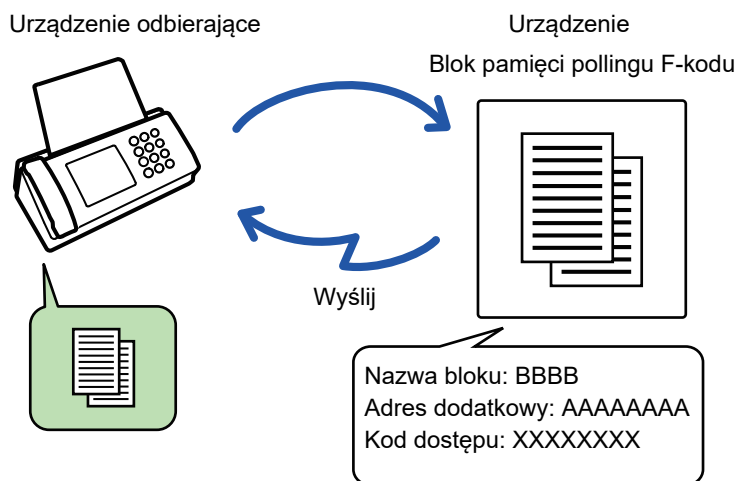 Urządzenie odbierające
Urządzenie
Blok pamięci pollingu F-kodu
Wyślij
Nazwa bloku: BBBB
Adres dodatkowy: AAAAAAAA
Kod dostępu: XXXXXXXX